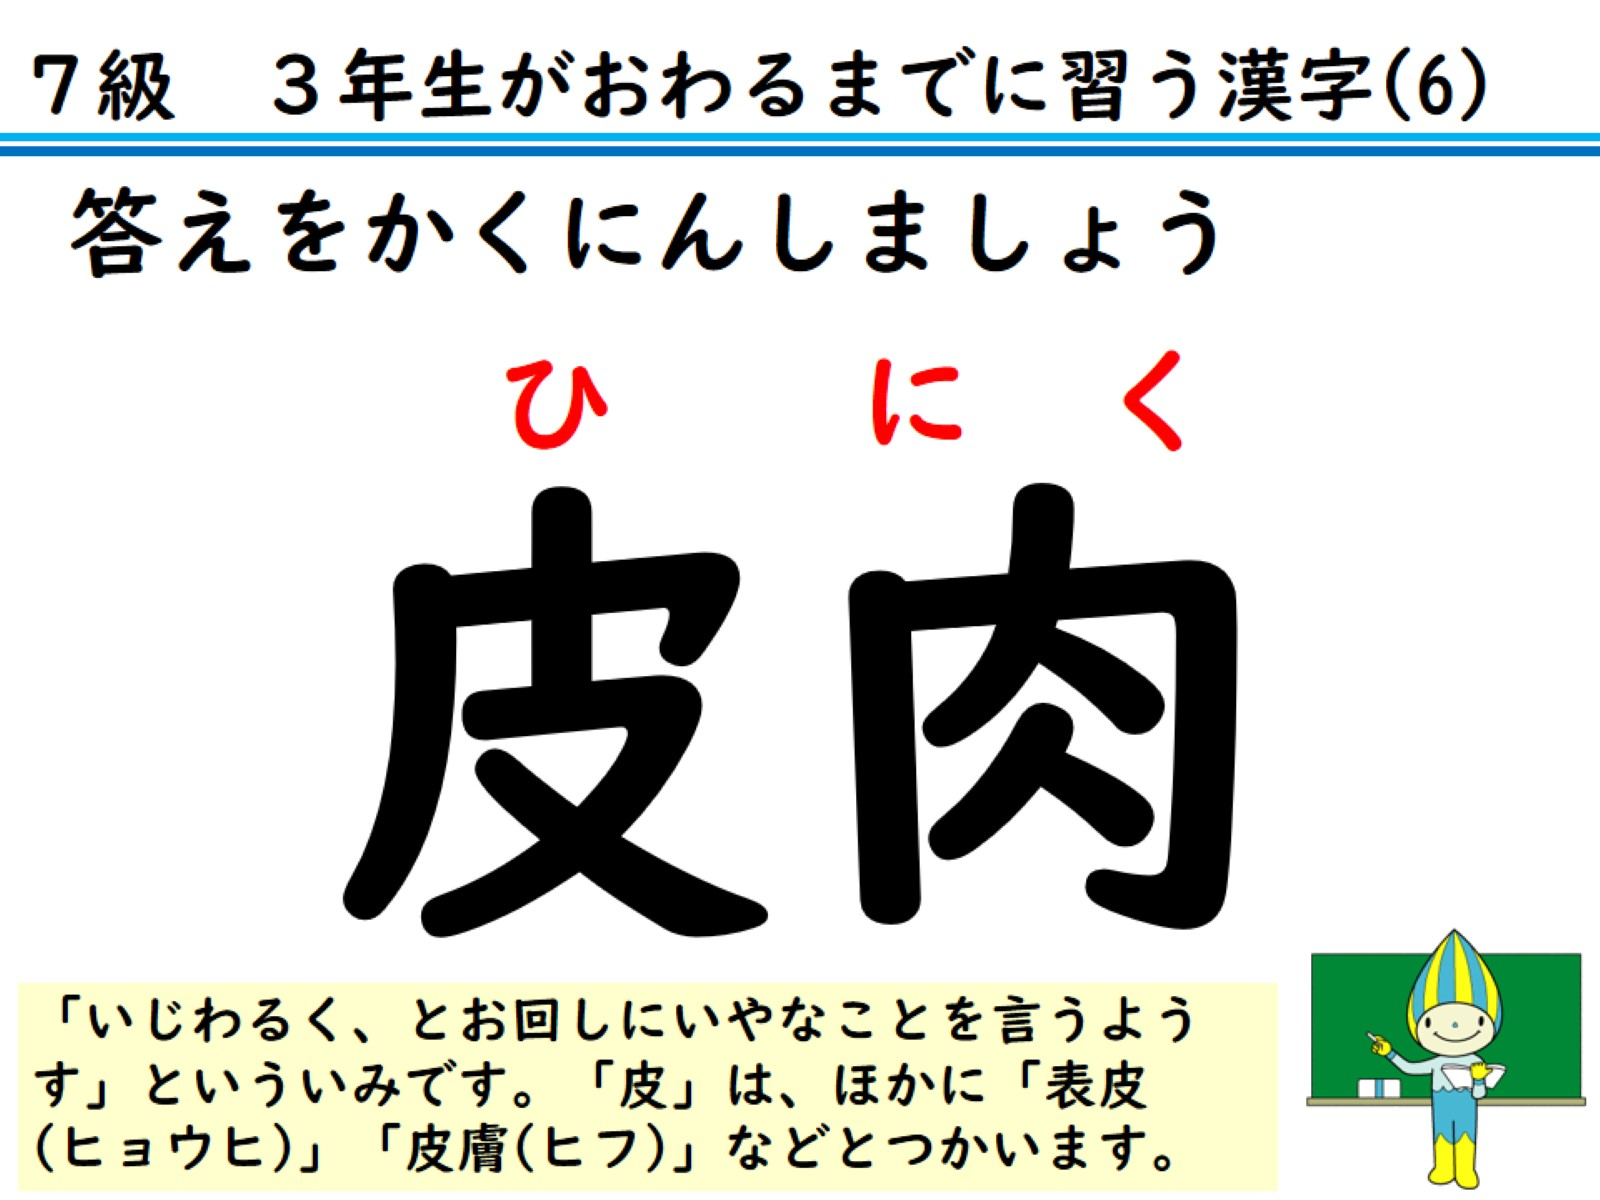 ７級　３年生がおわるまでに習う漢字(6)
答えをかくにんしましょう
ひ　に　く
皮肉
「いじわるく、とお回しにいやなことを言うよう
す」といういみです。「皮」は、ほかに「表皮
(ヒョウヒ)」「皮膚(ヒフ)」などとつかいます。